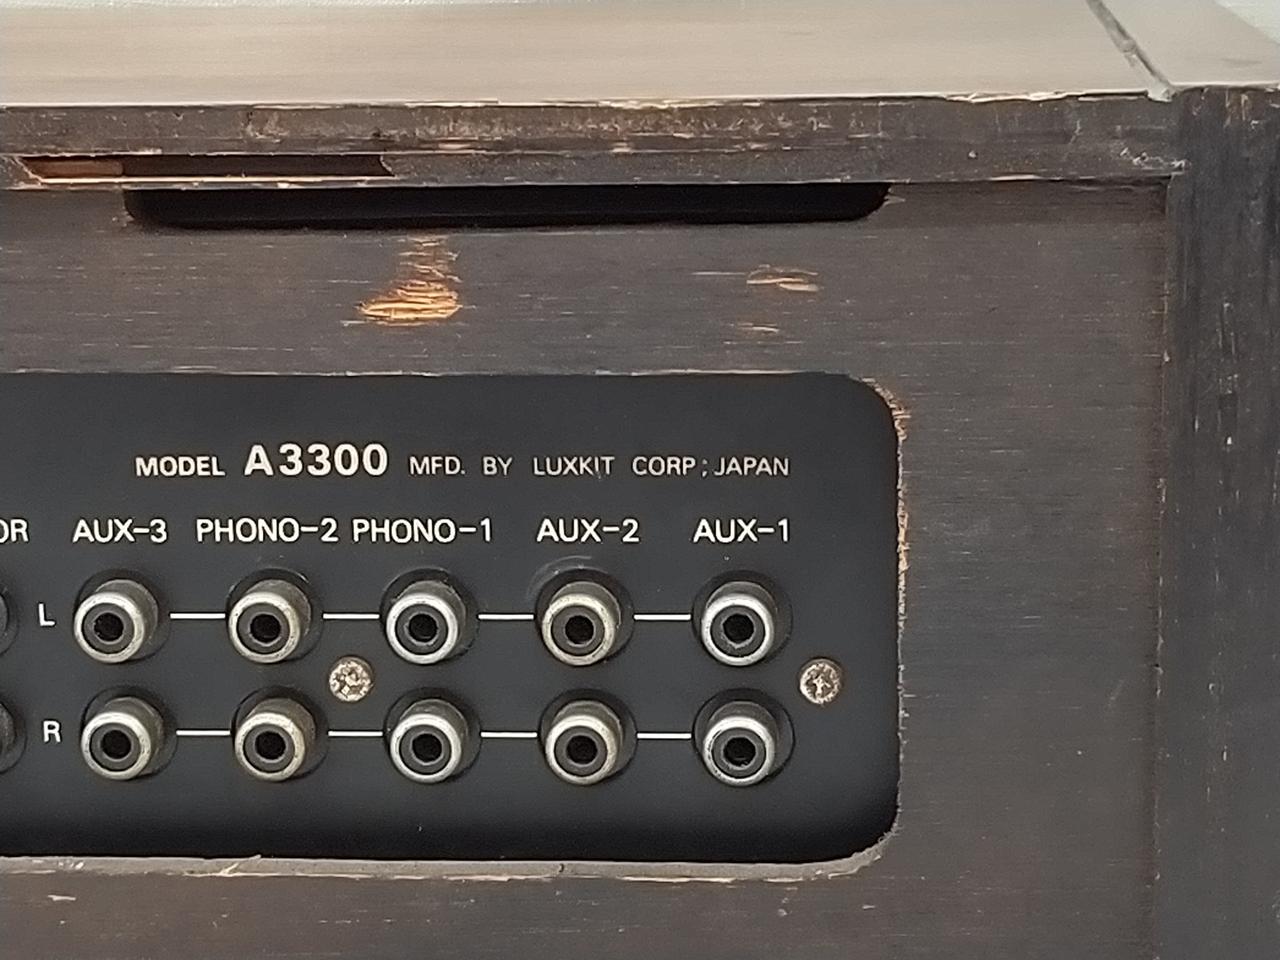 MODEL A3300 MFD. BY LUXKIT CORP; JAPAN
AUX-3 PHONO-2 PHONO-1 AUX-2 AUX-1
L
R